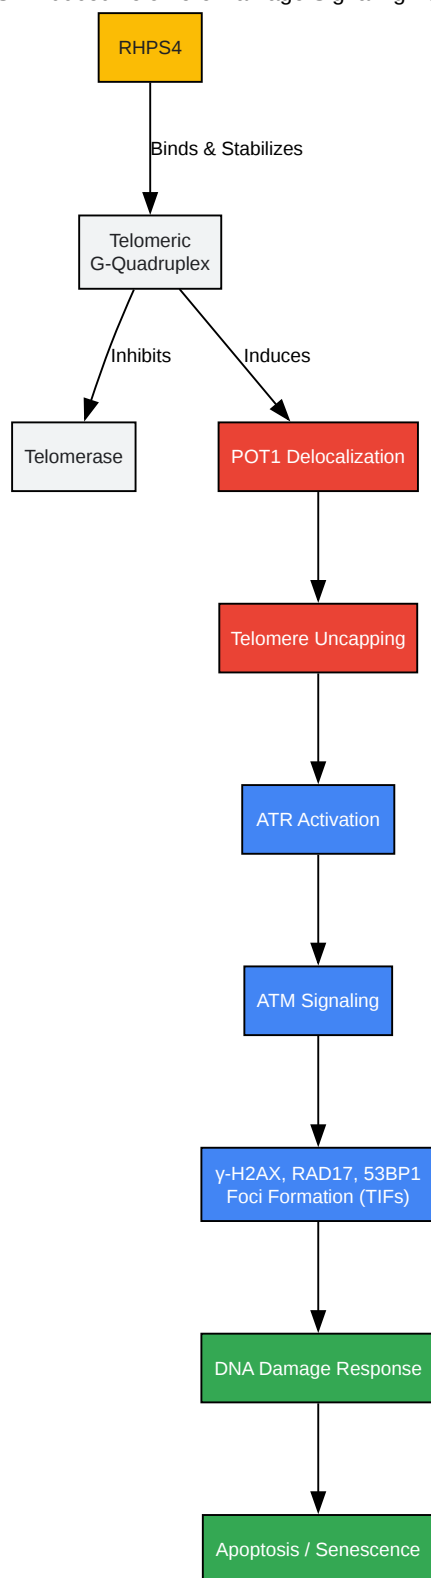 RHPS4
Binds & Stabilizes
Telomeric
G-Quadruplex
Inhibits
Induces
Telomerase
POT1 Delocalization
Telomere Uncapping
ATR Activation
ATM Signaling
γ-H2AX, RAD17, 53BP1
Foci Formation (TIFs)
DNA Damage Response
Apoptosis / Senescence